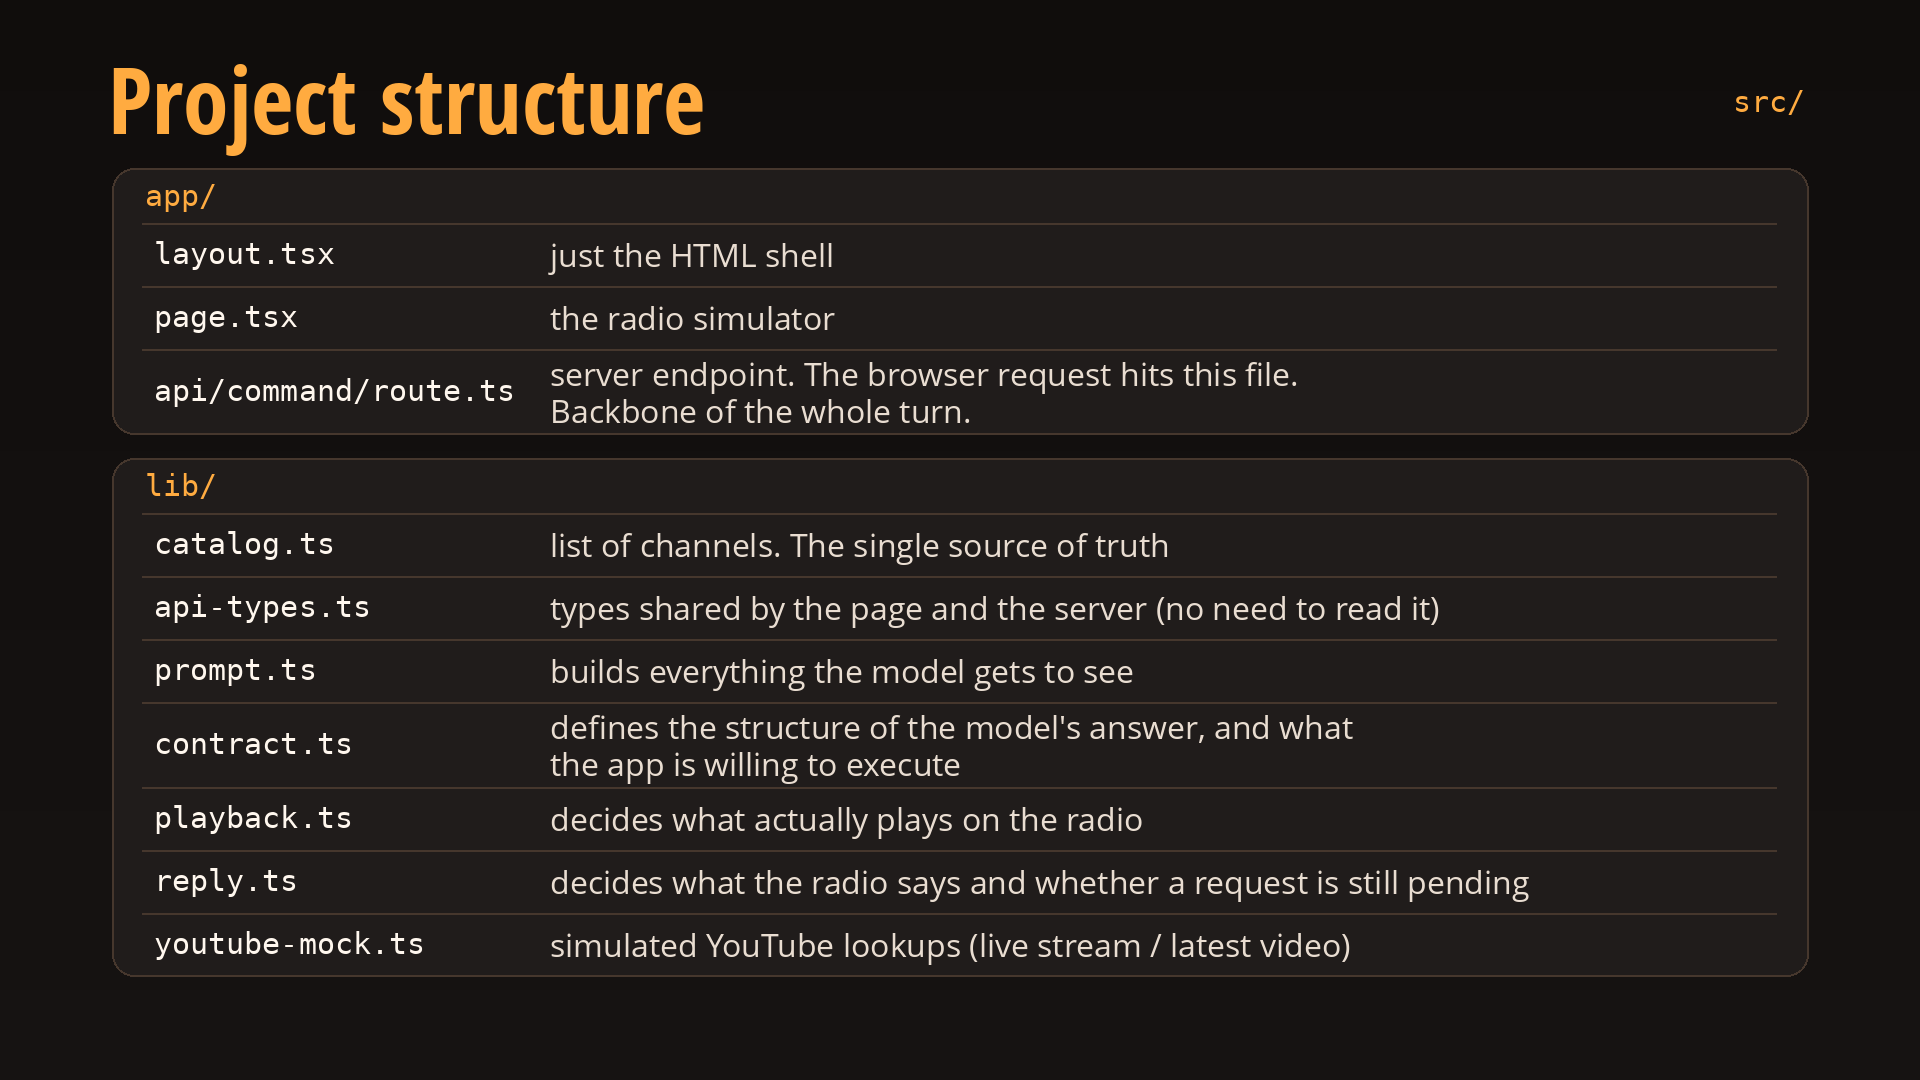 Project structure
src/
app/
layout.tsx just the HTML shell
page.tsx the radio simulator
api/command/route.ts server endpoint. The browser request hits this file.
Backbone of the whole turn.
lib/
catalog.ts list of channels. The single source of truth
api-types.ts types shared by the page and the server (no need to read it)
prompt.ts builds everything the model gets to see
contract.ts defines the structure of the model's answer, and what
the app is willing to execute
playback.ts decides what actually plays on the radio
reply.ts decides what the radio says and whether a request is still pending
youtube-mock.ts simulated YouTube lookups (live stream / latest video)